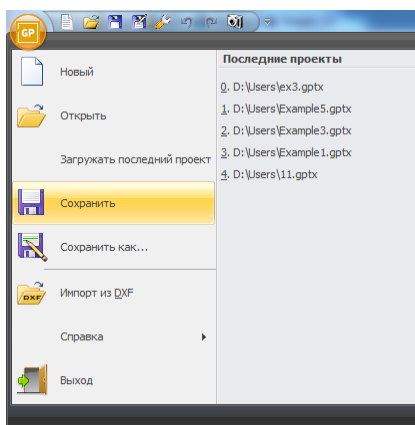 GP
Новый
Открыть
Загружать последний проект
Сохранить
Сохранить как...
DXF
Импорт из DXF
Справка
Выход
Последние проекты
0. D:\Users\ex3.gptx
1. D:\Users\Example5.gptx
2. D:\Users\Example3.gptx
3. D:\Users\Example1.gptx
4. D:\Users\11.gptx